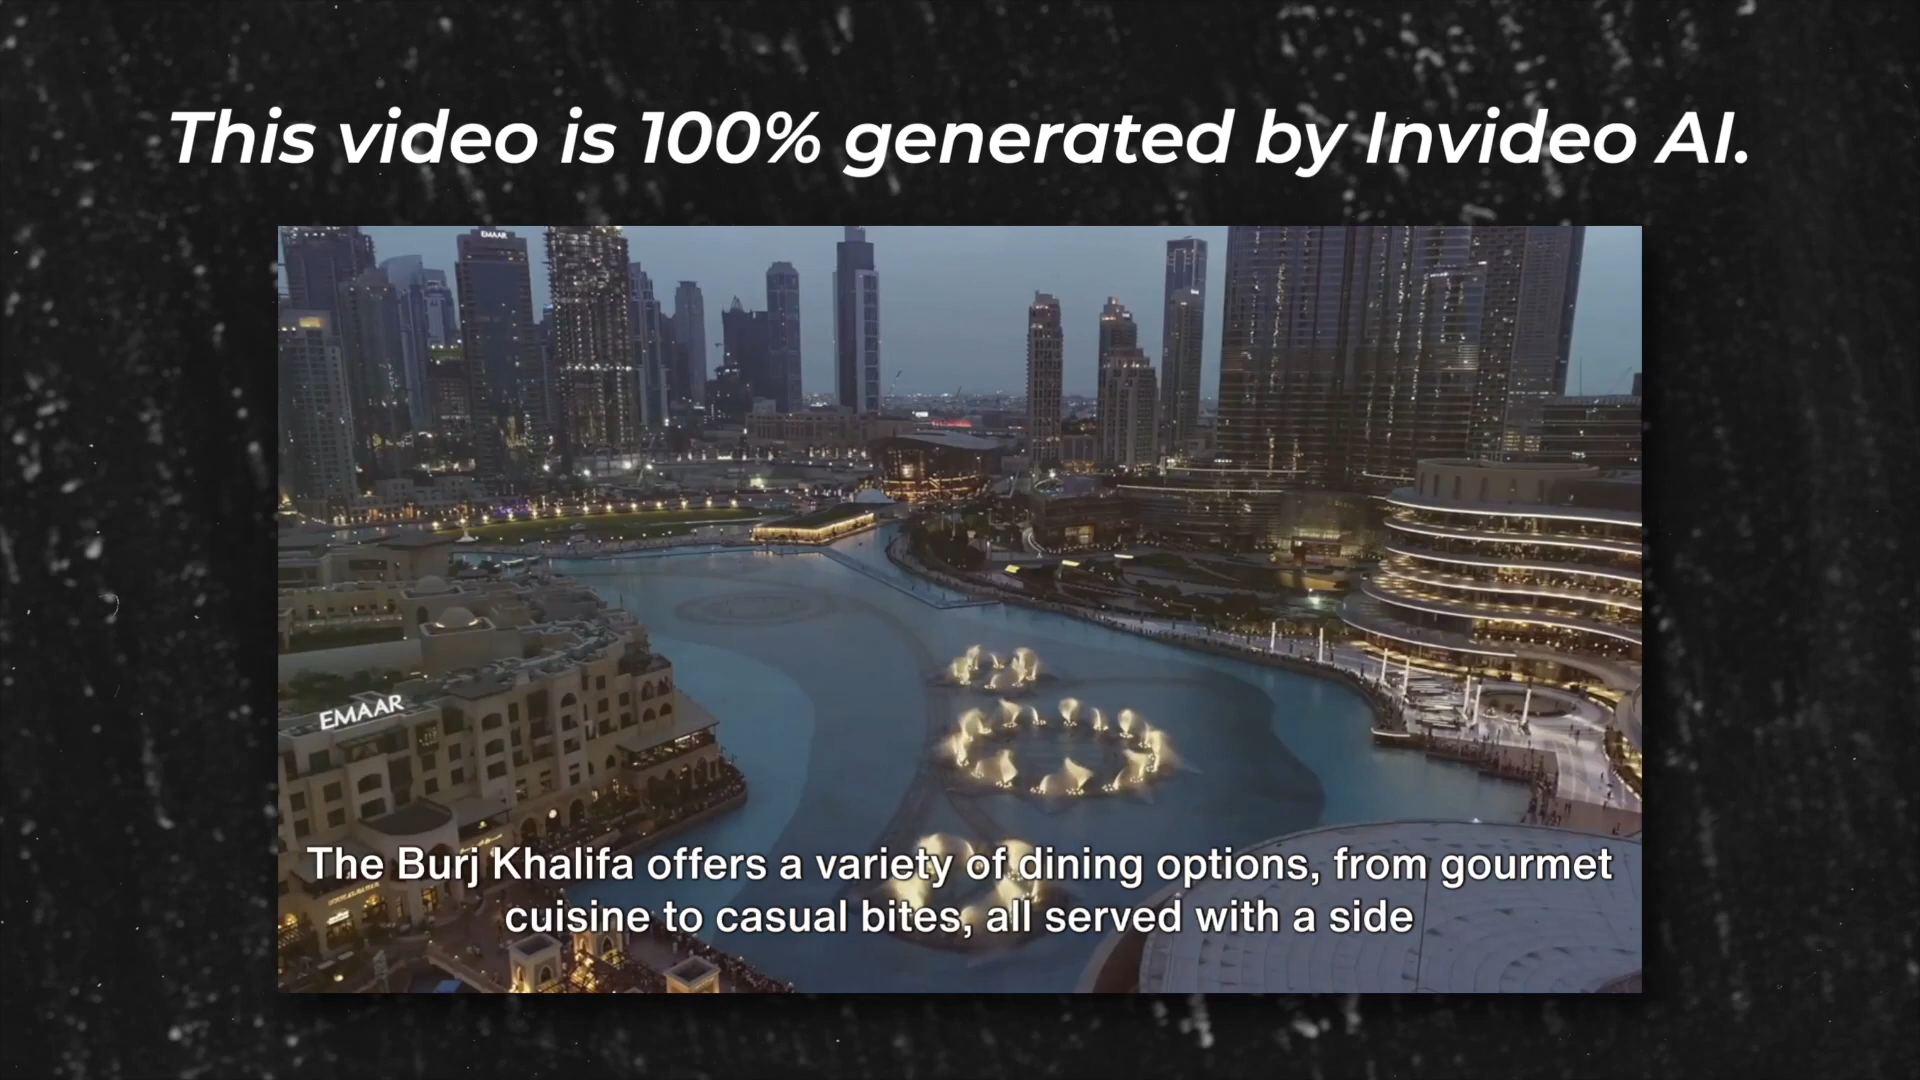 This video is 100% generated by Invideo AI.
EMAAR
EMAAR
The Burj Khalifa offers a variety of dining options, from gourmet
cuisine to casual bites, all served with a side